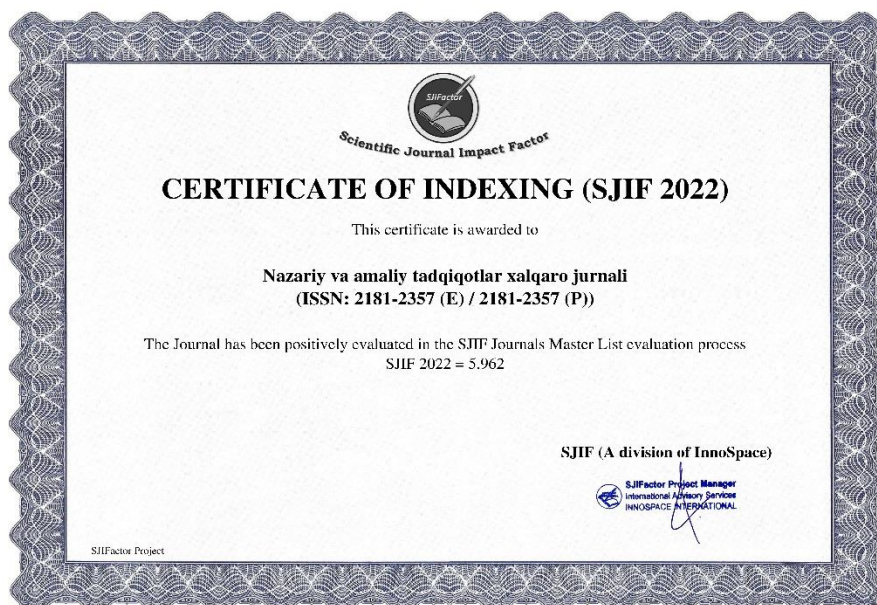 SJIFactor
Scientific Journal Impact Factor
CERTIFICATE OF INDEXING (SJIF 2022)
This certificate is awarded to
Nazariy va amaliy tadqiqotlar xalqaro jurnali
(ISSN: 2181-2357 (E) / 2181-2357 (P))
The Journal has been positively evaluated in the SJIF Journals Master List evaluation process
SJIF 2022 = 5.962
SJIF (A division of InnoSpace)
SJIFactor Project Manager
International Advisory Services
INNOSPACE INTERNATIONAL
SJIFactor Project